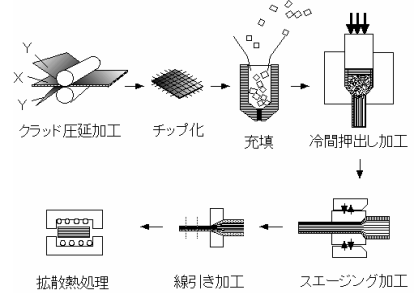 Y
X
Y
クラッド圧延加工
チップ化
充填
冷間押出し加工
拡散熱処理
線引き加工
スエージング加工